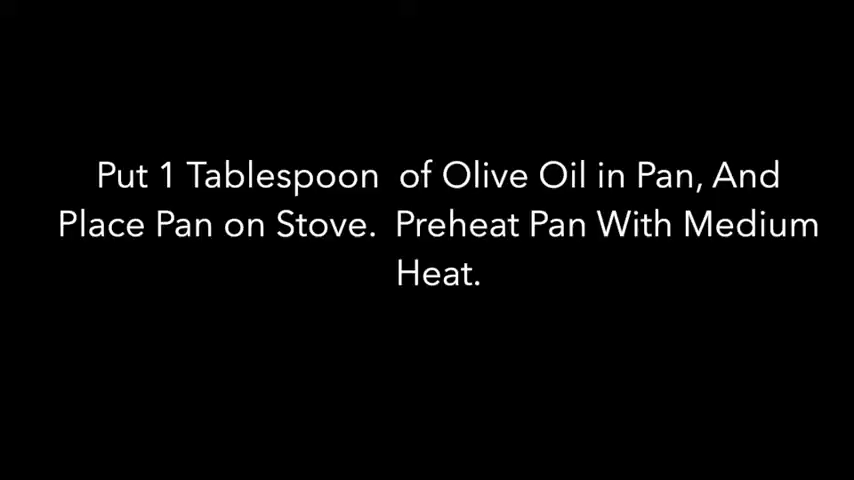 Put 1 Tablespoon  of Olive Oil in Pan, And
Place Pan on Stove.  Preheat Pan With Medium
Heat.